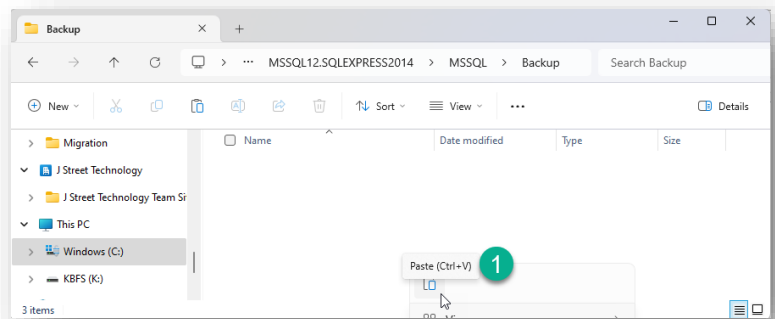 Backup
MSSQL12.SQLEXPRESS2014 > MSSQL > Backup
Search Backup
New
Sort
View
Details
Name
Date modified
Type
Size
Migration
J Street Technology
J Street Technology Team Si
This PC
Windows (C:)
KBFS (K:)
Paste (Ctrl+V)
1
3 items